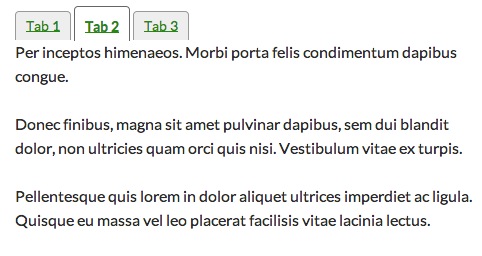 Tab 1 Tab 2 Tab 3
Per inceptos himenaeos. Morbi porta felis condimentum dapibus
congue.
Donec finibus, magna sit amet pulvinar dapibus, sem dui blandit
dolor, non ultricies quam orci quis nisi. Vestibulum vitae ex turpis.
Pellentesque quis lorem in dolor aliquet ultrices imperdiet ac ligula.
Quisque eu massa vel leo placerat facilisis vitae lacinia lectus.